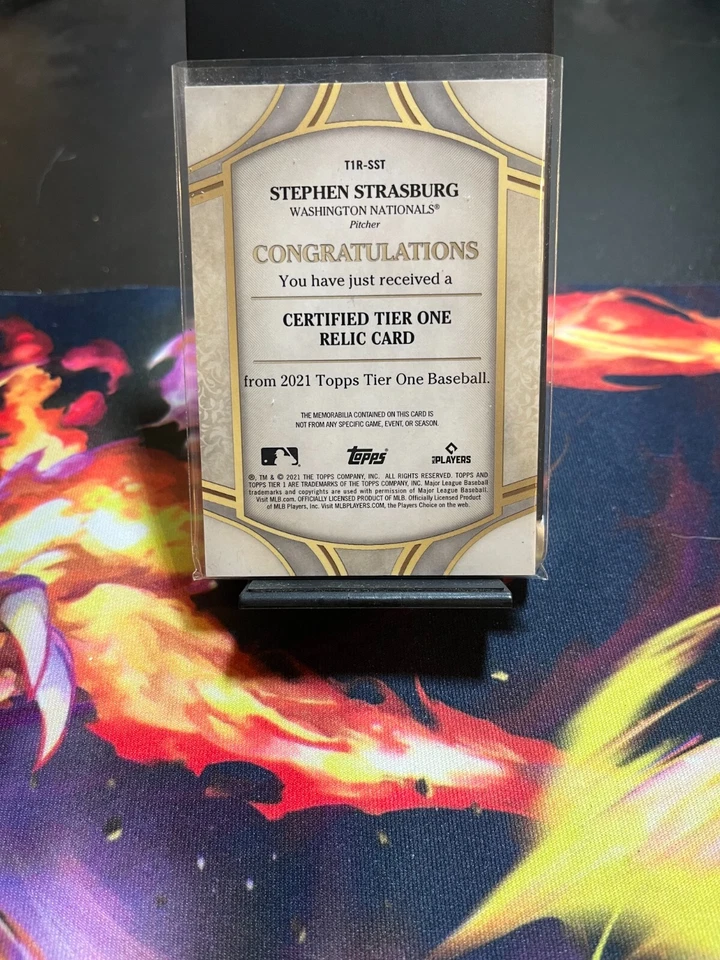 T1R-SST
STEPHEN STRASBURG
WASHINGTON NATIONALS®
Pitcher
CONGRATULATIONS
You have just received a
CERTIFIED TIER ONE
RELIC CARD
from 2021 Topps Tier One Baseball.
THE MEMORABILIA CONTAINED ON THIS CARD IS
NOT FROM ANY SPECIFIC GAME, EVENT, OR SEASON.
Topps PLAYERS
®, TM & © 2021 THE TOPPS COMPANY, INC. ALL RIGHTS RESERVED. TOPPS AND
TOPPS TIER 1 ARE TRADEMARKS OF THE TOPPS COMPANY, INC. Major League Baseball
trademarks and copyrights are used with permission of Major League Baseball.
Visit MLB.com. OFFICIALLY LICENSED PRODUCT OF MLB. Officially Licensed Product
of MLB Players, Inc. Visit MLBPLAYERS.COM, the Players Choice on the web.